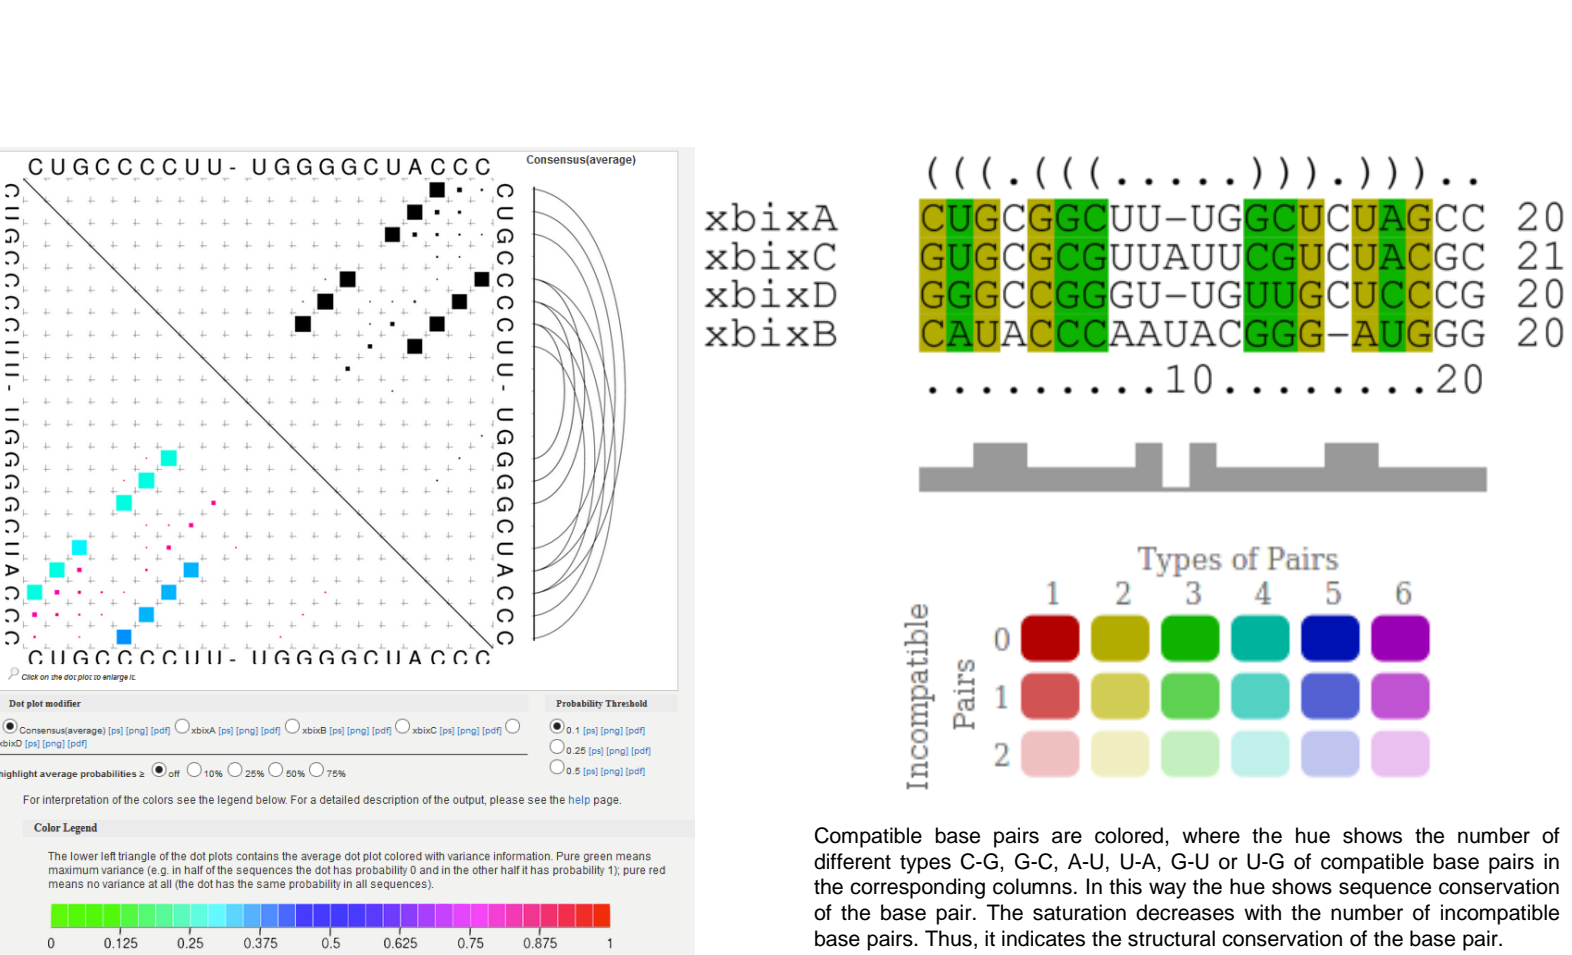 C U G C C C C U U - U G G G G C U A C C C
Consensus(average)
C U G C C C C U U - U G G G G C U A C C C
C U G C C C C U U - U G G G G C U A C C C
C U G C C C C U U - U G G G G C U A C C C
Click on the dot plot to enlarge it.
Dot plot modifier
Consensus(average) [ps] [png] [pdf] xbixA [ps] [png] [pdf] xbixB [ps] [png] [pdf] xbixC [ps] [png] [pdf]
xbixD [ps] [png] [pdf]
highlight average probabilities ≥ off 10% 25% 50% 75%
Probability Threshold
0.1 [ps] [png] [pdf]
0.25 [ps] [png] [pdf]
0.5 [ps] [png] [pdf]
For interpretation of the colors see the legend below. For a detailed description of the output, please see the help page.
Color Legend
The lower left triangle of the dot plots contains the average dot plot colored with variance information. Pure green means
maximum variance (e.g. in half of the sequences the dot has probability 0 and in the other half it has probability 1); pure red
means no variance at all (the dot has the same probability in all sequences).
0 0.125 0.25 0.375 0.5 0.625 0.75 0.875 1
(((.(((.....))).)))..
xbixA CUGCGGCUU-UGGCUCUAGCC 20
xbixC GUGCGCGUUAUUCGUCUACGC 21
xbixD GGGCCGGGU-UGUUGCUCCCG 20
xbixB CAUACCCAAUACGGG-AUGGG 20
.........10........20
Types of Pairs
1 2 3 4 5 6
Incompatible
Pairs
0
1
2
Compatible base pairs are colored, where the hue shows the number of
different types C-G, G-C, A-U, U-A, G-U or U-G of compatible base pairs in
the corresponding columns. In this way the hue shows sequence conservation
of the base pair. The saturation decreases with the number of incompatible
base pairs. Thus, it indicates the structural conservation of the base pair.